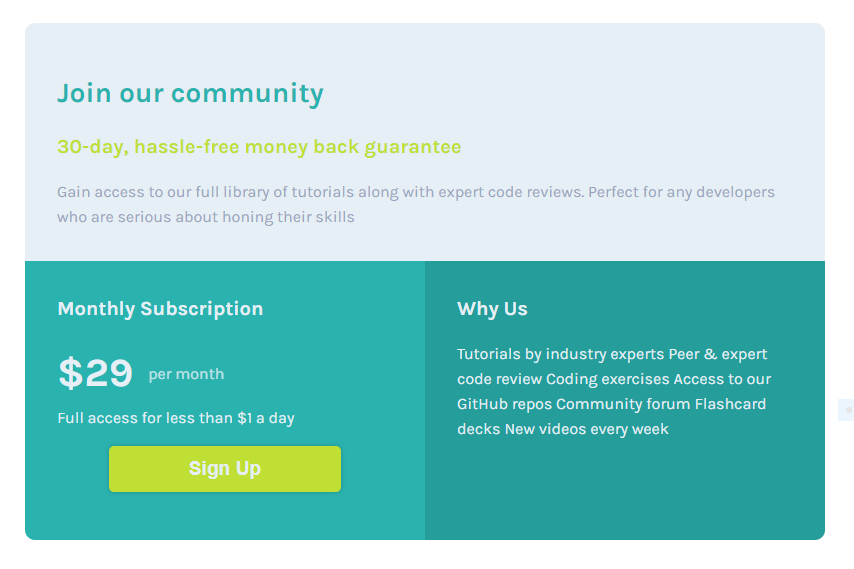 Join our community
30-day, hassle-free money back guarantee
Gain access to our full library of tutorials along with expert code reviews. Perfect for any developers
who are serious about honing their skills
Monthly Subscription
$29 per month
Full access for less than $1 a day
Sign Up
Why Us
Tutorials by industry experts Peer & expert
code review Coding exercises Access to our
GitHub repos Community forum Flashcard
decks New videos every week